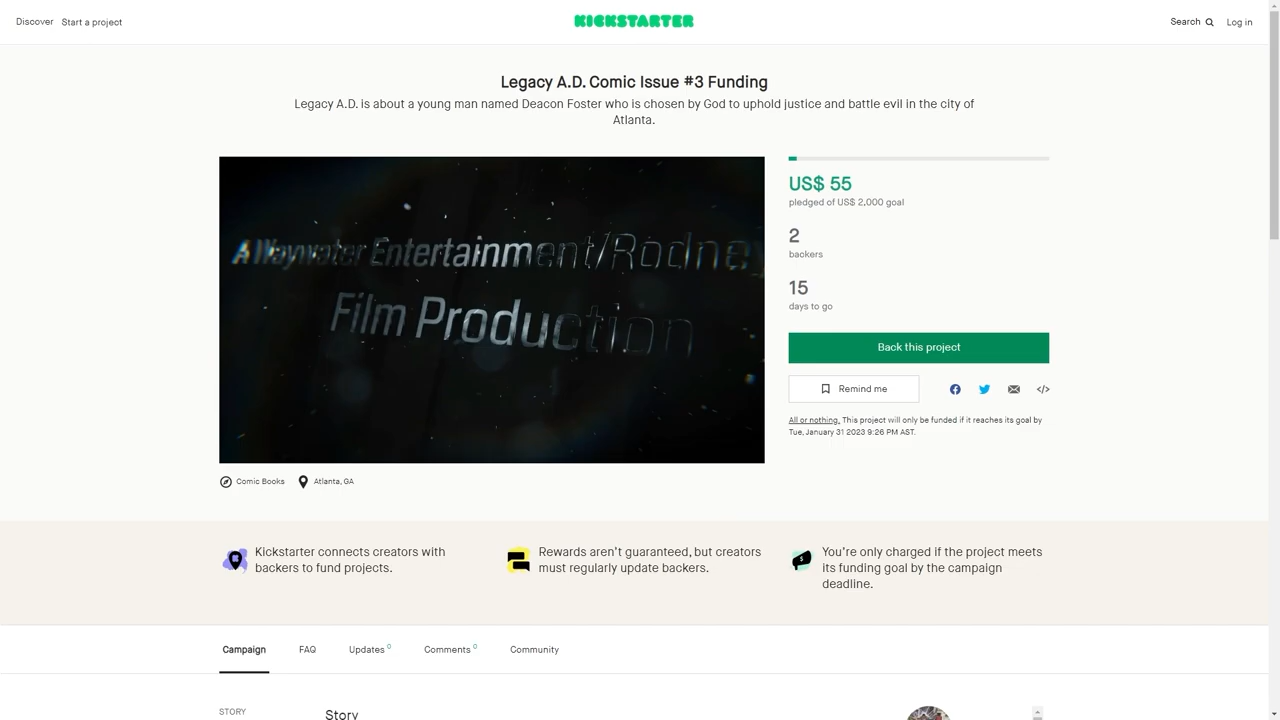 Discover Start a project KICKSTARTER Search Log in
Legacy A.D. Comic Issue #3 Funding
Legacy A.D. is about a young man named Deacon Foster who is chosen by God to uphold justice and battle evil in the city of
Atlanta.
A Waywater Entertainment/Rodney
Film Production
US$ 55
pledged of US$ 2,000 goal
2
backers
15
days to go
Back this project
Remind me
All or nothing. This project will only be funded if it reaches its goal by
Tue, January 31 2023 9:26 PM AST.
Comic Books Atlanta, GA
Kickstarter connects creators with
backers to fund projects.
Rewards aren't guaranteed, but creators
must regularly update backers.
You're only charged if the project meets
its funding goal by the campaign
deadline.
Campaign FAQ Updates 0 Comments 0 Community
STORY
Story